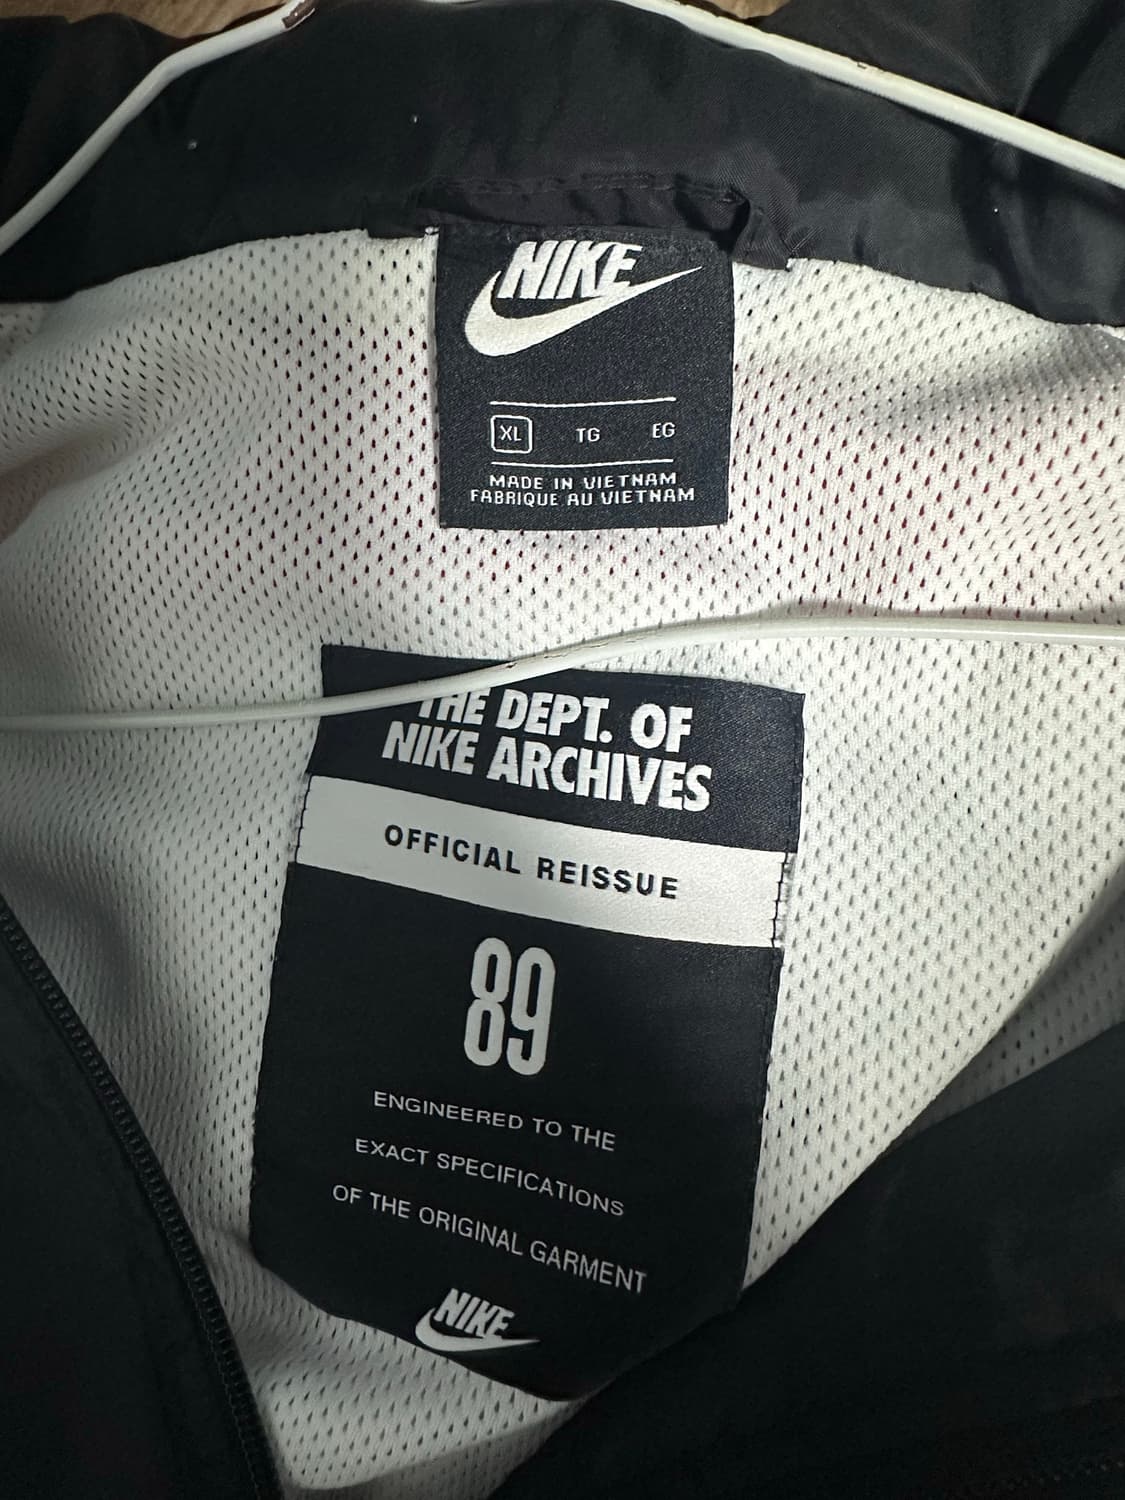 NIKE
XL TG EG
MADE IN VIETNAM
FABRIQUE AU VIETNAM
THE DEPT. OF
NIKE ARCHIVES
OFFICIAL REISSUE
89
ENGINEERED TO THE
EXACT SPECIFICATIONS
OF THE ORIGINAL GARMENT
NIKE